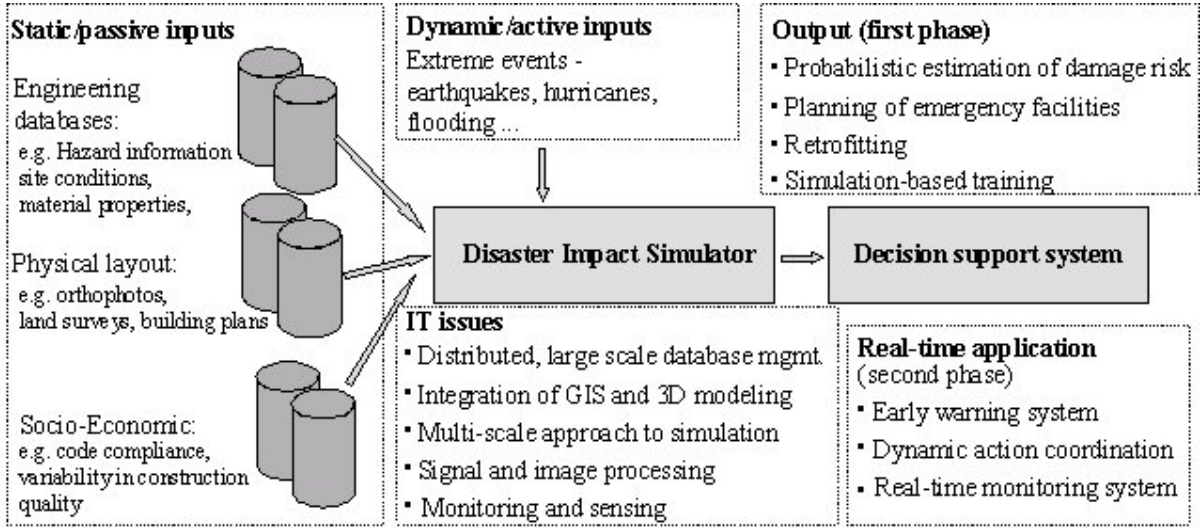 Static/passive inputs
Engineering
databases:
e.g. Hazard information
site conditions,
material properties,
Physical layout:
e.g. orthophotos,
land surveys, building plans
Socio-Economic:
e.g. code compliance,
variability in construction
quality
Dynamic/active inputs
Extreme events -
earthquakes, hurricanes,
flooding ...
Disaster Impact Simulator
IT issues
▪ Distributed, large scale database mgmt.
▪ Integration of GIS and 3D modeling
▪ Multi-scale approach to simulation
▪ Signal and image processing
▪ Monitoring and sensing
Output (first phase)
▪ Probabilistic estimation of damage risk
▪ Planning of emergency facilities
▪ Retrofitting
▪ Simulation-based training
Decision support system
Real-time application
(second phase)
▪ Early warning system
▪ Dynamic action coordination
▪ Real-time monitoring system